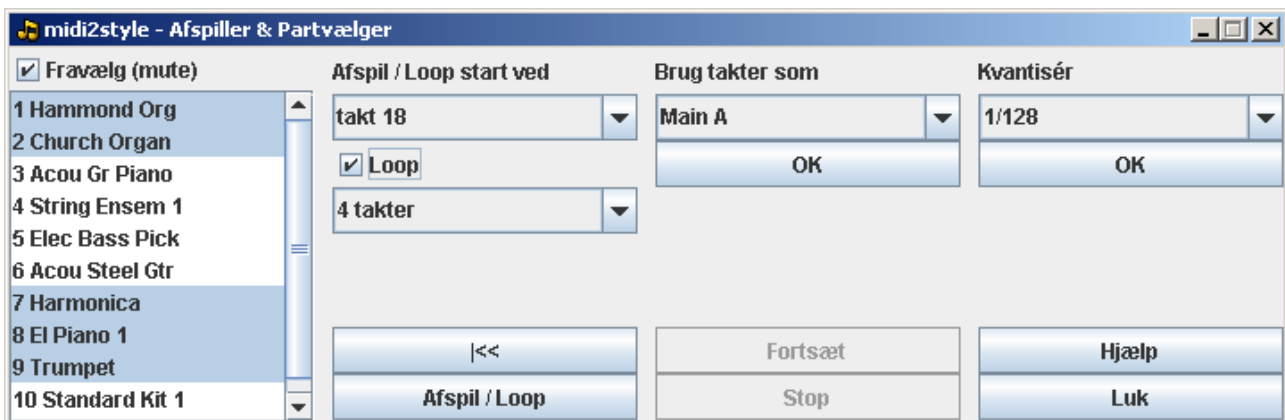 midi2style - Afspiller & Partvælger
Fravælg (mute)
1 Hammond Org
2 Church Organ
3 Acou Gr Piano
4 String Ensem 1
5 Elec Bass Pick
6 Acou Steel Gtr
7 Harmonica
8 El Piano 1
9 Trumpet
10 Standard Kit 1
Afspil / Loop start ved
takt 18
Loop
4 takter
|<<
Afspil / Loop
Brug takter som
Main A
OK
Fortsæt
Stop
Kvantisér
1/128
OK
Hjælp
Luk